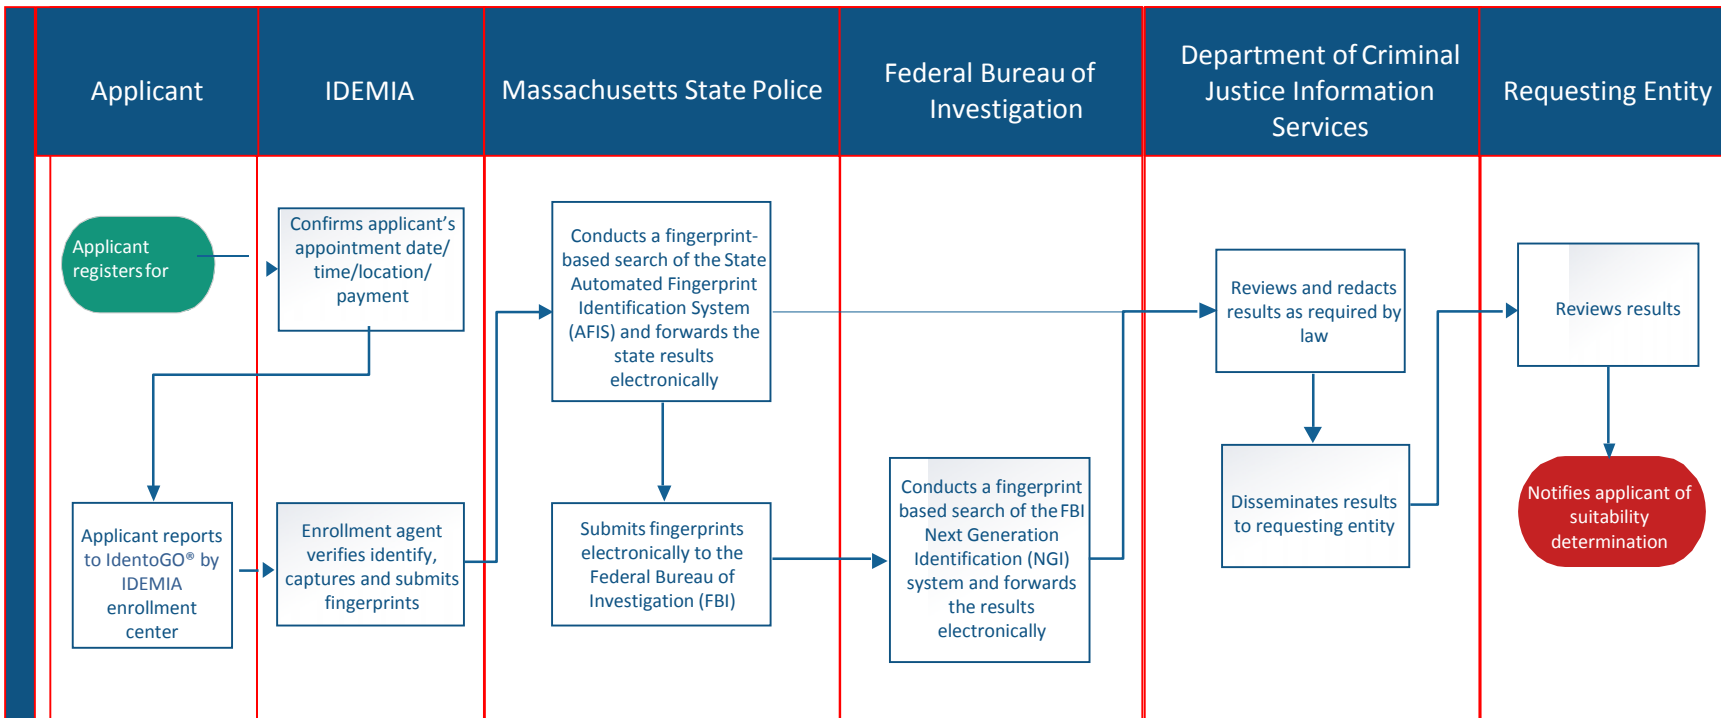 Applicant
IDEMIA
Massachusetts State Police
Federal Bureau of
Investigation
Department of Criminal
Justice Information
Services
Requesting Entity
Applicant
registers for
Confirms applicant’s
appointment date/
time/location/
payment
Applicant reports
to IdentoGO® by
IDEMIA
enrollment
center
Enrollment agent
verifies identify,
captures and submits
fingerprints
Conducts a fingerprint-
based search of the State
Automated Fingerprint
Identification System
(AFIS) and forwards the
state results
electronically
Submits fingerprints
electronically to the
Federal Bureau of
Investigation (FBI)
Conducts a fingerprint
based search of the FBI
Next Generation
Identification (NGI)
system and forwards
the results
electronically
Reviews and redacts
results as required by
law
Disseminates results
to requesting entity
Reviews results
Notifies applicant of
suitability
determination